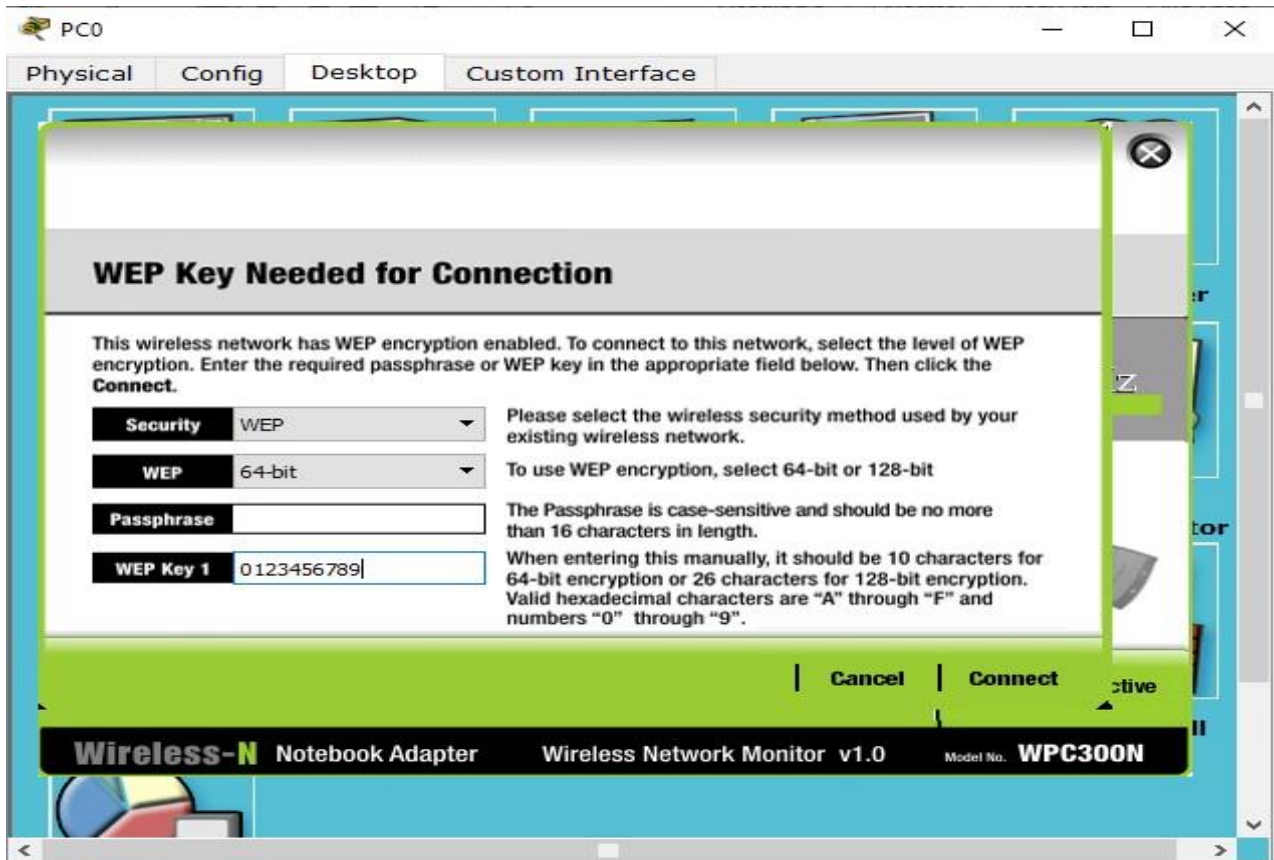 PC0
Physical Config Desktop Custom Interface
WEP Key Needed for Connection
This wireless network has WEP encryption enabled. To connect to this network, select the level of WEP
encryption. Enter the required passphrase or WEP key in the appropriate field below. Then click the
Connect.
Security WEP
Please select the wireless security method used by your
existing wireless network.
WEP 64-bit
To use WEP encryption, select 64-bit or 128-bit
Passphrase
The Passphrase is case-sensitive and should be no more
than 16 characters in length.
WEP Key 1 0123456789
When entering this manually, it should be 10 characters for
64-bit encryption or 26 characters for 128-bit encryption.
Valid hexadecimal characters are “A” through “F” and
numbers “0” through “9”.
Cancel Connect
Wireless-N Notebook Adapter Wireless Network Monitor v1.0 Model No. WPC300N